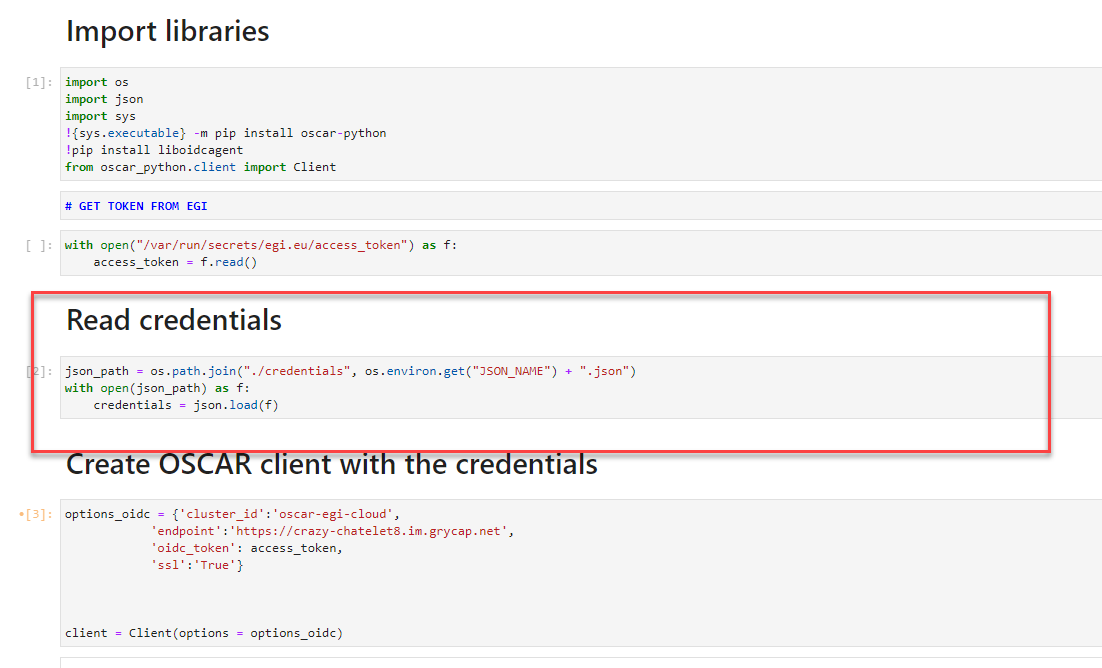 Import libraries
[1]:
import os
import json
import sys
!{sys.executable} -m pip install oscar-python
!pip install liboidcagent
from oscar_python.client import Client
# GET TOKEN FROM EGI
[ ]:
with open("/var/run/secrets/egi.eu/access_token") as f:
    access_token = f.read()
Read credentials
[2]:
json_path = os.path.join("./credentials", os.environ.get("JSON_NAME") + ".json")
with open(json_path) as f:
    credentials = json.load(f)
Create OSCAR client with the credentials
•[3]:
options_oidc = {'cluster_id':'oscar-egi-cloud',
            'endpoint':'https://crazy-chatelet8.im.grycap.net',
            'oidc_token': access_token,
            'ssl':'True'}
client = Client(options = options_oidc)